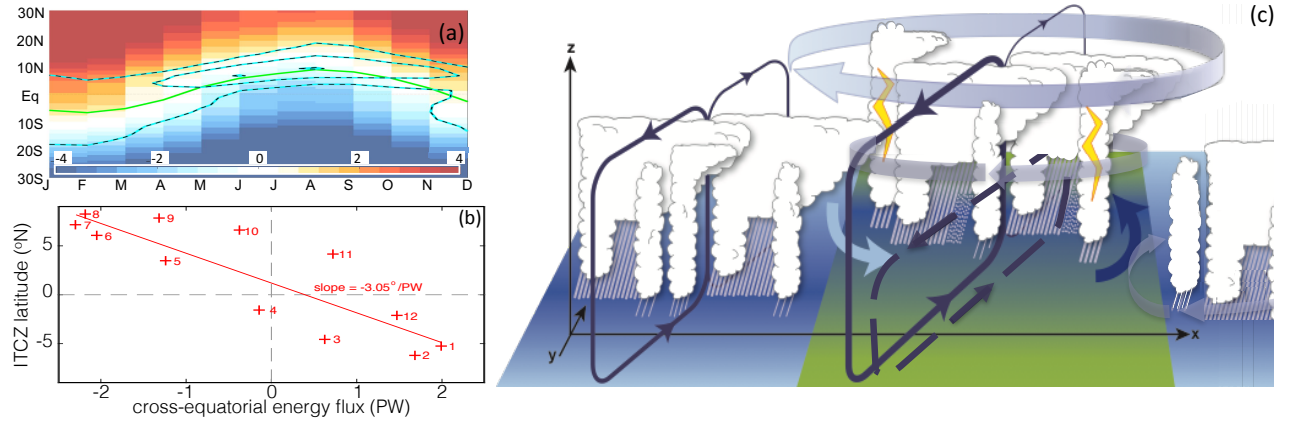 (a)
30N
20N
10N
Eq
10S
20S
30S
-4 -2 0 2 4
J F M A M J J A S O N D
(b)
ITCZ latitude (°N)
5
0
-5
8
7
6
9
5
10
11
4
3
12
2
1
slope = -3.05°/PW
-2 -1 0 1 2
cross-equatorial energy flux (PW)
(c)
z
y
x